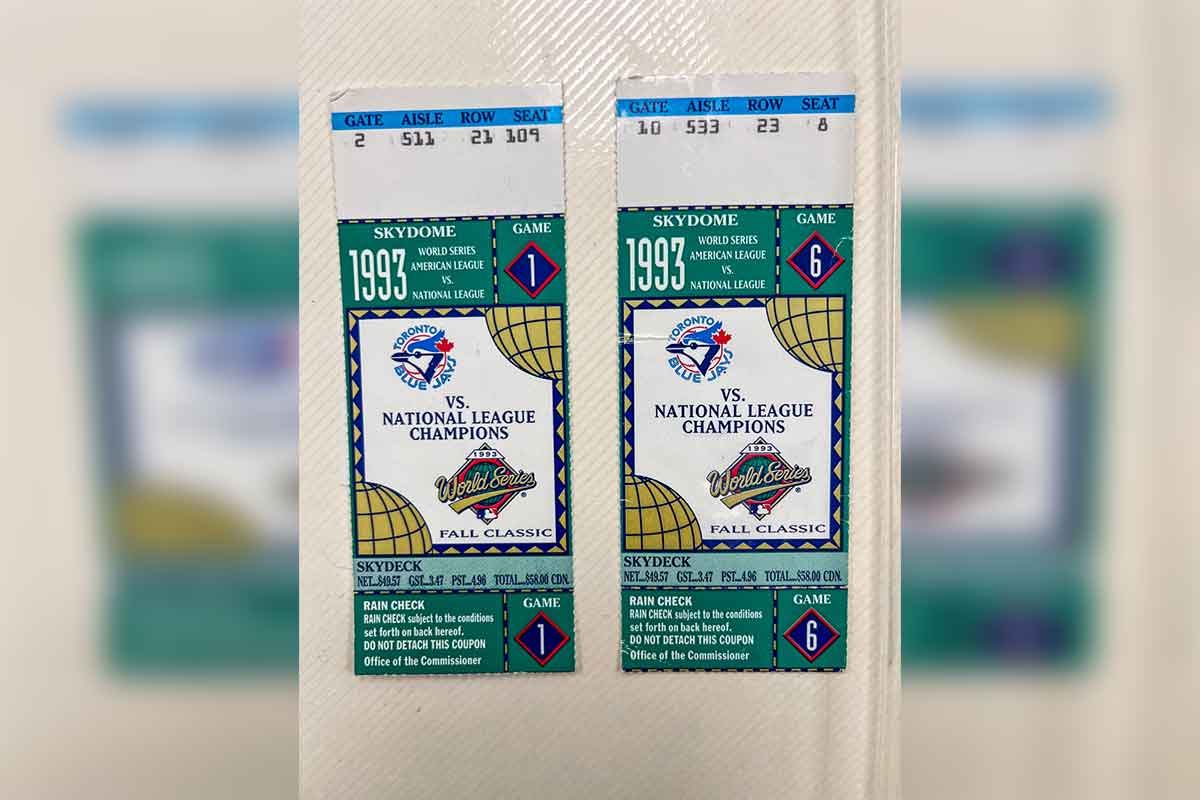 GATE AISLE ROW SEAT
2 511 21 109
SKYDOME
1993
WORLD SERIES
AMERICAN LEAGUE
VS.
NATIONAL LEAGUE
GAME
1
TORONTO
BLUE JAYS
VS.
NATIONAL LEAGUE
CHAMPIONS
1993
World Series
FALL CLASSIC
SKYDECK
NET...$49.57 GST...3.47 PST...4.96 TOTAL...$58.00 CDN.
RAIN CHECK
RAIN CHECK subject to the conditions
set forth on back hereof.
DO NOT DETACH THIS COUPON
Office of the Commissioner
GAME
1
GATE AISLE ROW SEAT
10 533 23 8
SKYDOME
1993
WORLD SERIES
AMERICAN LEAGUE
VS.
NATIONAL LEAGUE
GAME
6
TORONTO
BLUE JAYS
VS.
NATIONAL LEAGUE
CHAMPIONS
1993
World Series
FALL CLASSIC
SKYDECK
NET...$49.57 GST...3.47 PST...4.96 TOTAL...$58.00 CDN.
RAIN CHECK
RAIN CHECK subject to the conditions
set forth on back hereof.
DO NOT DETACH THIS COUPON
Office of the Commissioner
GAME
6